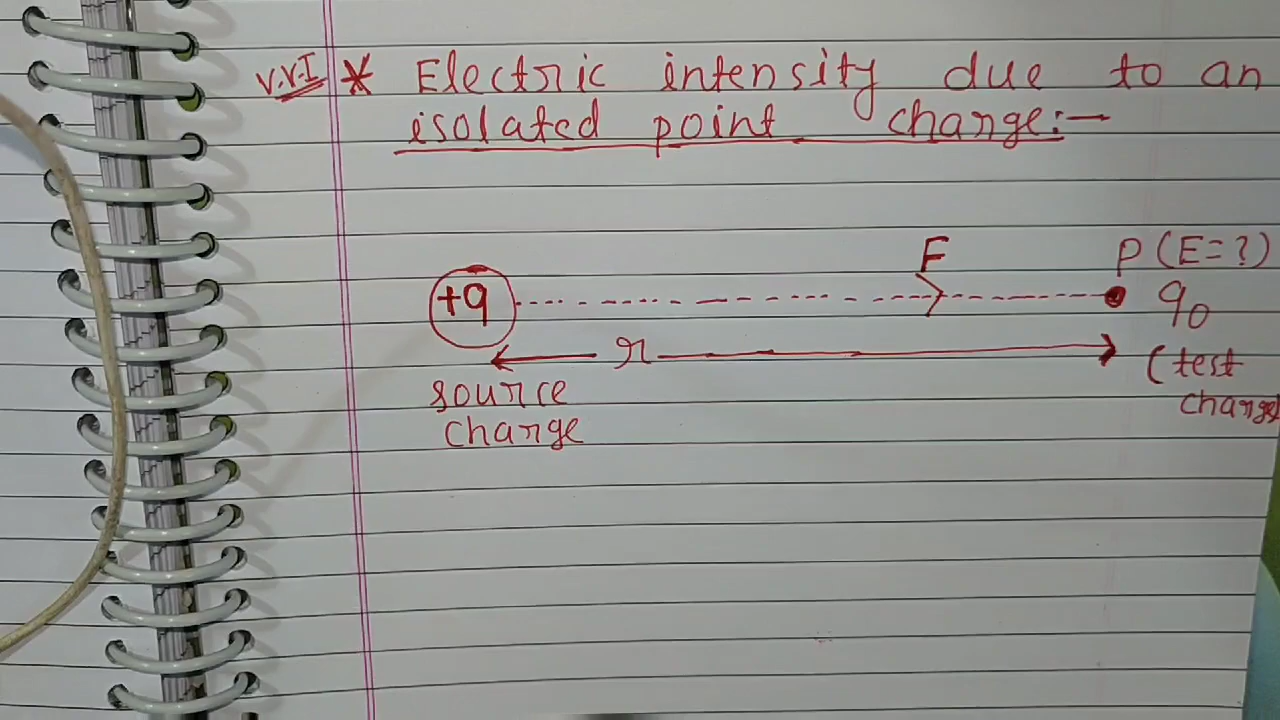 V.V.I * Electric intensity due to an
isolated point charge:—
F P (E=?)
+q q₀
r
source (test
charge charge)